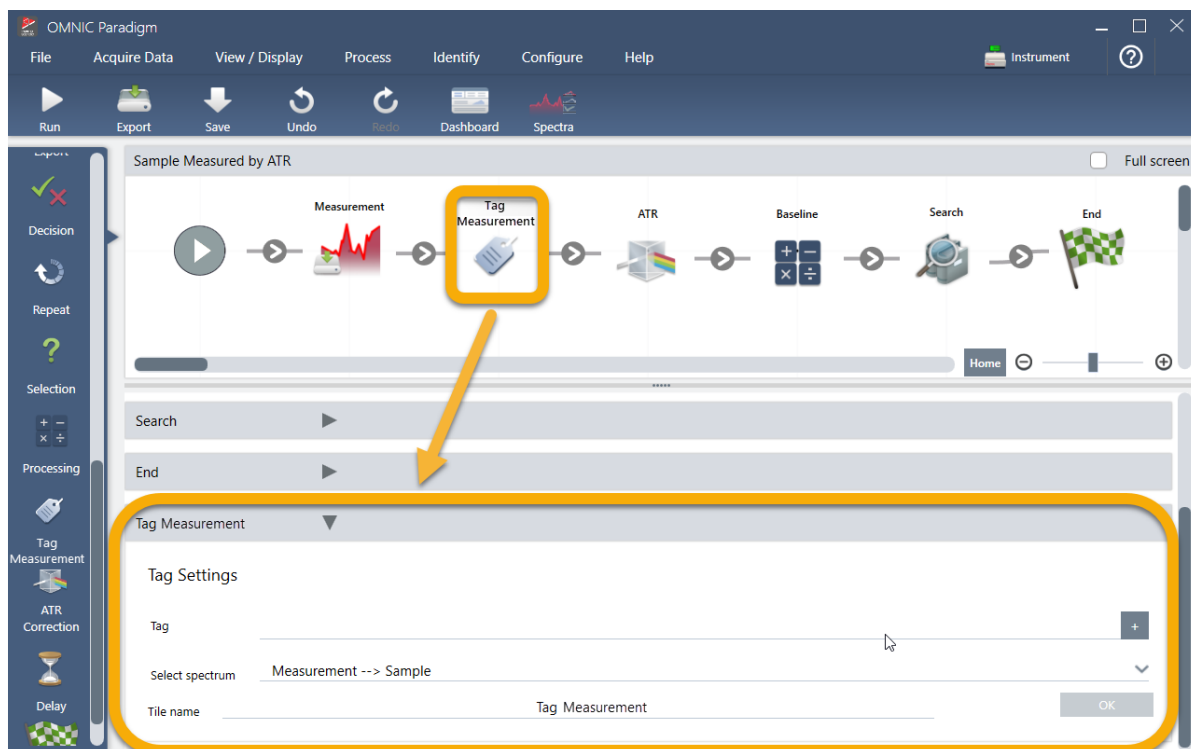 OMNIC Paradigm
File Acquire Data View / Display Process Identify Configure Help Instrument
Run Export Save Undo Redo Dashboard Spectra
Export
Decision
Repeat
Selection
Processing
Tag
Measurement
ATR
Correction
Delay
Sample Measured by ATR Full screen
Measurement
Tag
Measurement
ATR
Baseline
Search
End
Home
Search
End
Tag Measurement
Tag Settings
Tag +
Select spectrum Measurement --> Sample
Tile name Tag Measurement OK